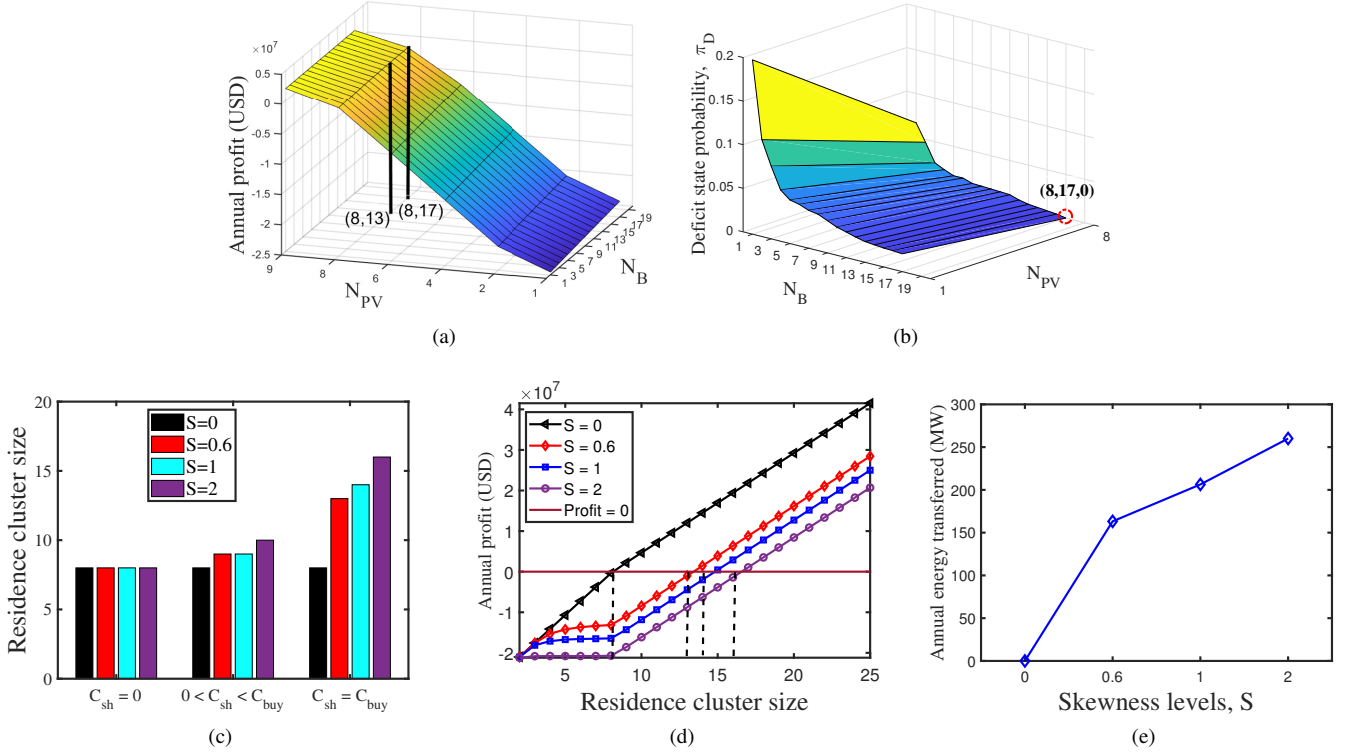 ×10⁷
0.5
0
-0.5
-1
-1.5
-2
-2.5
Annual profit (USD)
(8,13)
(8,17)
9
8
6
4
2
1
N_PV
1 3 5 7 9 11 13 15 17 19
N_B
(a)
0.2
0.15
0.1
0.05
0
Deficit state probability, π_D
(8,17,0)
1 3 5 7 9 11 13 15 17 19
N_B
1
8
N_PV
(b)
20
15
10
5
0
Residence cluster size
S=0
S=0.6
S=1
S=2
C_sh = 0
0 < C_sh < C_buy
C_sh = C_buy
(c)
×10⁷
4
3
2
1
0
-1
-2
Annual profit (USD)
S = 0
S = 0.6
S = 1
S = 2
Profit = 0
5 10 15 20 25
Residence cluster size
(d)
300
250
200
150
100
50
0
Annual energy transferred (MW)
0 0.6 1 2
Skewness levels, S
(e)